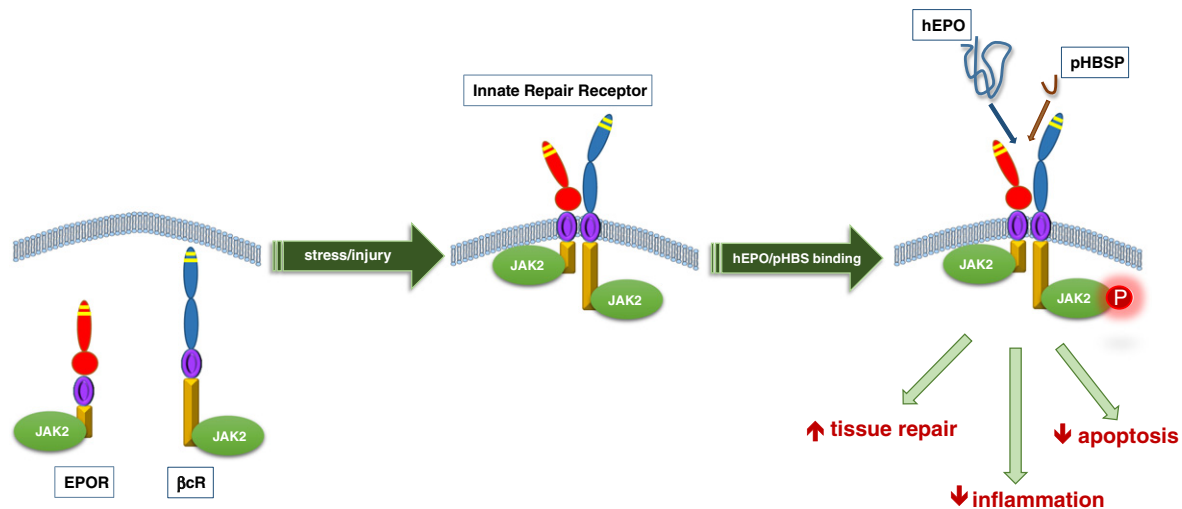 hEPO
pHBSP
Innate Repair Receptor
stress/injury
hEPO/pHBS binding
JAK2
JAK2
JAK2
JAK2
P
JAK2
JAK2
EPOR
βcR
tissue repair
apoptosis
inflammation